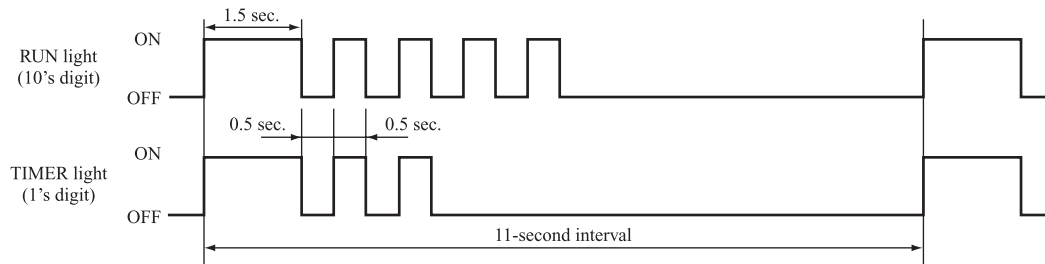 1.5 sec.
ON
RUN light
(10’s digit)
OFF
0.5 sec.
0.5 sec.
ON
TIMER light
(1’s digit)
OFF
11-second interval